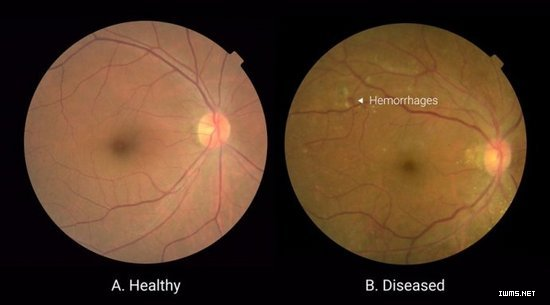 Hemorrhages
A. Healthy
B. Diseased
IWMS.NET